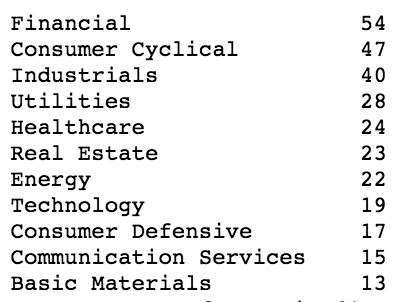 Financial 54
Consumer Cyclical 47
Industrials 40
Utilities 28
Healthcare 24
Real Estate 23
Energy 22
Technology 19
Consumer Defensive 17
Communication Services 15
Basic Materials 13